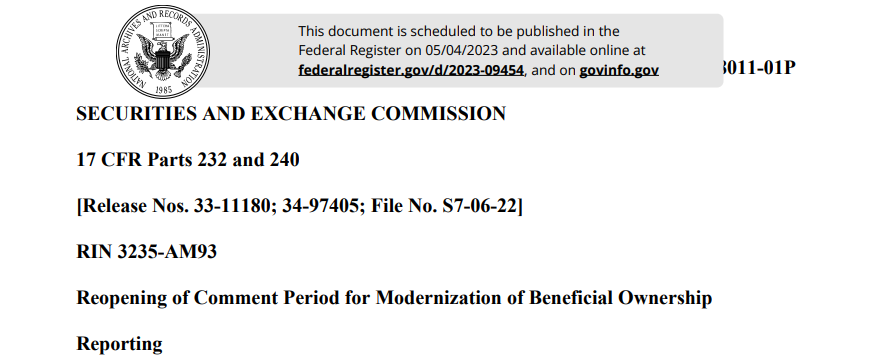 This document is scheduled to be published in the
Federal Register on 05/04/2023 and available online at
federalregister.gov/d/2023-09454, and on govinfo.gov
011-01P
NATIONAL ARCHIVES AND RECORDS ADMINISTRATION
LITTERA
SCRIPTA
MANET
1985
SECURITIES AND EXCHANGE COMMISSION
17 CFR Parts 232 and 240
[Release Nos. 33-11180; 34-97405; File No. S7-06-22]
RIN 3235-AM93
Reopening of Comment Period for Modernization of Beneficial Ownership
Reporting